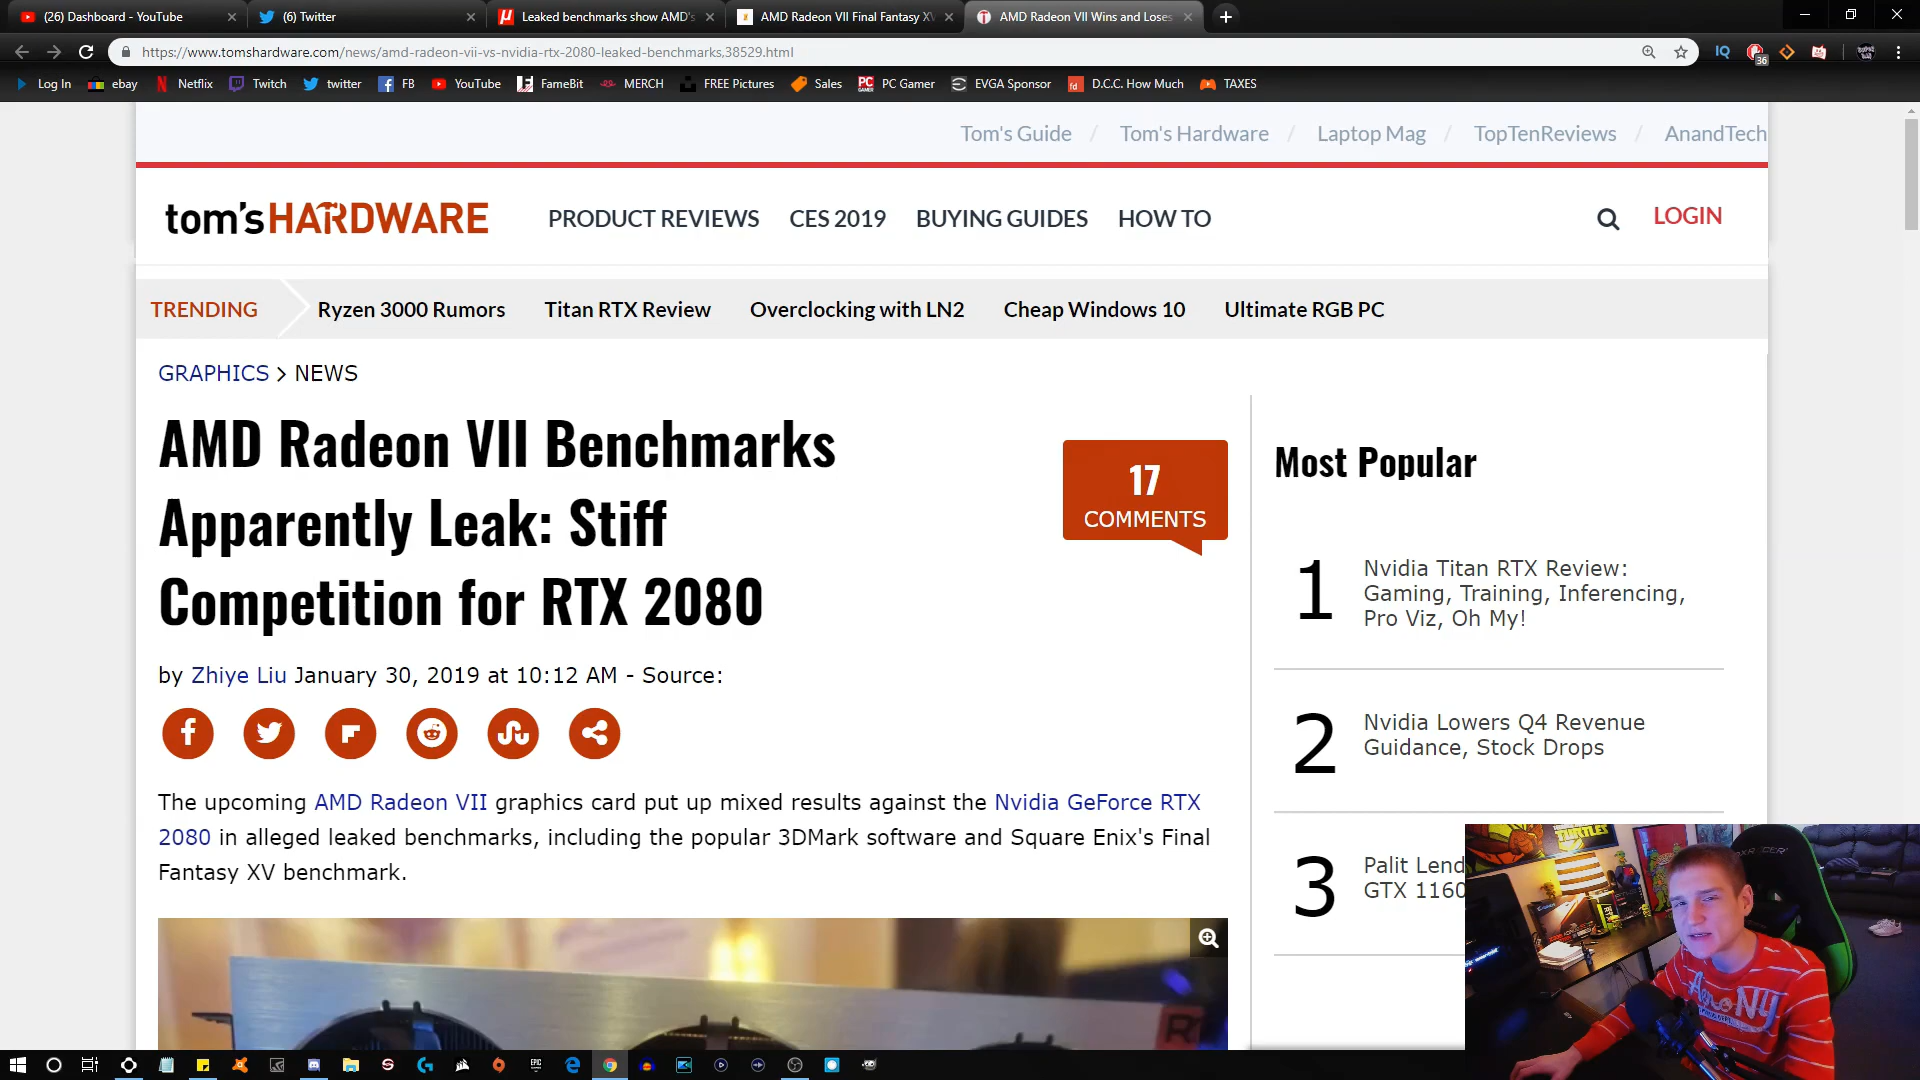 (26) Dashboard - YouTube
(6) Twitter
Leaked benchmarks show AMD's
AMD Radeon VII Final Fantasy XV
AMD Radeon VII Wins and Loses
https://www.tomshardware.com/news/amd-radeon-vii-vs-nvidia-rtx-2080-leaked-benchmarks,38529.html
IQ
36
Log In
ebay
Netflix
Twitch
twitter
FB
YouTube
FameBit
MERCH
FREE Pictures
Sales
PC Gamer
EVGA Sponsor
D.C.C. How Much
TAXES
Tom's Guide / Tom's Hardware / Laptop Mag / TopTenReviews / AnandTech
tom'sHARDWARE
PRODUCT REVIEWS
CES 2019
BUYING GUIDES
HOW TO
LOGIN
TRENDING
Ryzen 3000 Rumors
Titan RTX Review
Overclocking with LN2
Cheap Windows 10
Ultimate RGB PC
GRAPHICS > NEWS
AMD Radeon VII Benchmarks
Apparently Leak: Stiff
Competition for RTX 2080
17
COMMENTS
by Zhiye Liu January 30, 2019 at 10:12 AM - Source:
The upcoming AMD Radeon VII graphics card put up mixed results against the Nvidia GeForce RTX
2080 in alleged leaked benchmarks, including the popular 3DMark software and Square Enix's Final
Fantasy XV benchmark.
Most Popular
1
Nvidia Titan RTX Review:
Gaming, Training, Inferencing,
Pro Viz, Oh My!
2
Nvidia Lowers Q4 Revenue
Guidance, Stock Drops
3
Palit Lend
GTX 1160
TURTLES
Aero NY